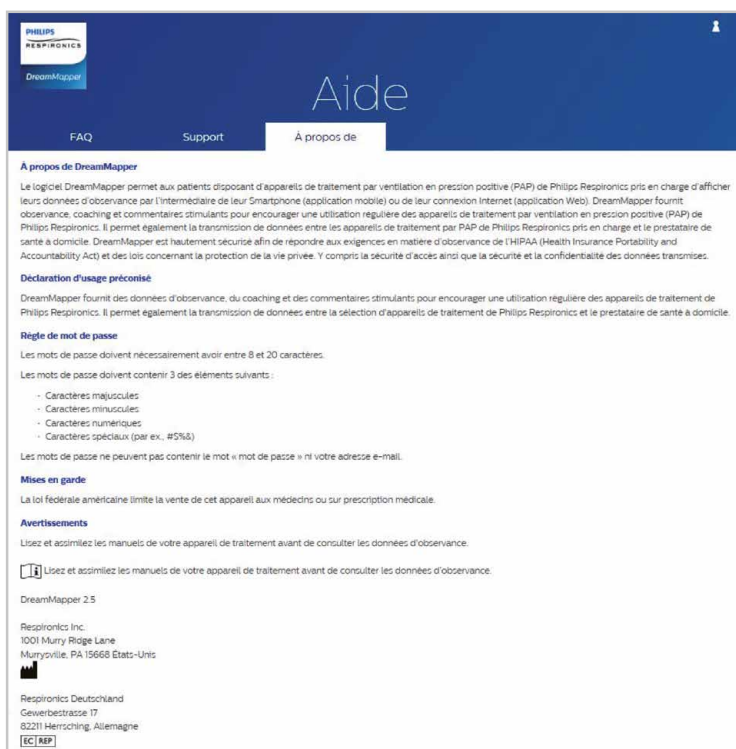 PHILIPS
RESPIRONICS
DreamMapper
Aide
FAQ
Support
À propos de
À propos de DreamMapper
Le logiciel DreamMapper permet aux patients disposant d'appareils de traitement par ventilation en pression positive (PAP) de Philips Respironics pris en charge d'afficher
leurs données d'observance par l'intermédiaire de leur Smartphone (application mobile) ou de leur connexion Internet (application Web). DreamMapper fournit
observance, coaching et commentaires stimulants pour encourager une utilisation régulière des appareils de traitement par ventilation en pression positive (PAP) de
Philips Respironics. Il permet également la transmission de données entre les appareils de traitement par PAP de Philips Respironics pris en charge et le prestataire de
santé à domicile. DreamMapper est hautement sécurisé afin de répondre aux exigences en matière d'observance de l'HIPAA (Health Insurance Portability and
Accountability Act) et des lois concernant la protection de la vie privée. Y compris la sécurité d'accès ainsi que la sécurité et la confidentialité des données transmises.
Déclaration d'usage préconisé
DreamMapper fournit des données d'observance, du coaching et des commentaires stimulants pour encourager une utilisation régulière des appareils de traitement de
Philips Respironics. Il permet également la transmission de données entre la sélection d'appareils de traitement de Philips Respironics et le prestataire de santé à domicile.
Règle de mot de passe
Les mots de passe doivent nécessairement avoir entre 8 et 20 caractères.
Les mots de passe doivent contenir 3 des éléments suivants :
· Caractères majuscules
· Caractères minuscules
· Caractères numériques
· Caractères spéciaux (par ex., #$%&)
Les mots de passe ne peuvent pas contenir le mot « mot de passe » ni votre adresse e-mail.
Mises en garde
La loi fédérale américaine limite la vente de cet appareil aux médecins ou sur prescription médicale.
Avertissements
Lisez et assimilez les manuels de votre appareil de traitement avant de consulter les données d'observance.
Lisez et assimilez les manuels de votre appareil de traitement avant de consulter les données d'observance.
DreamMapper 2.5
Respironics Inc.
1001 Murry Ridge Lane
Murrysville, PA 15668 États-Unis
Respironics Deutschland
Gewerbestrasse 17
82211 Herrsching, Allemagne
EC REP